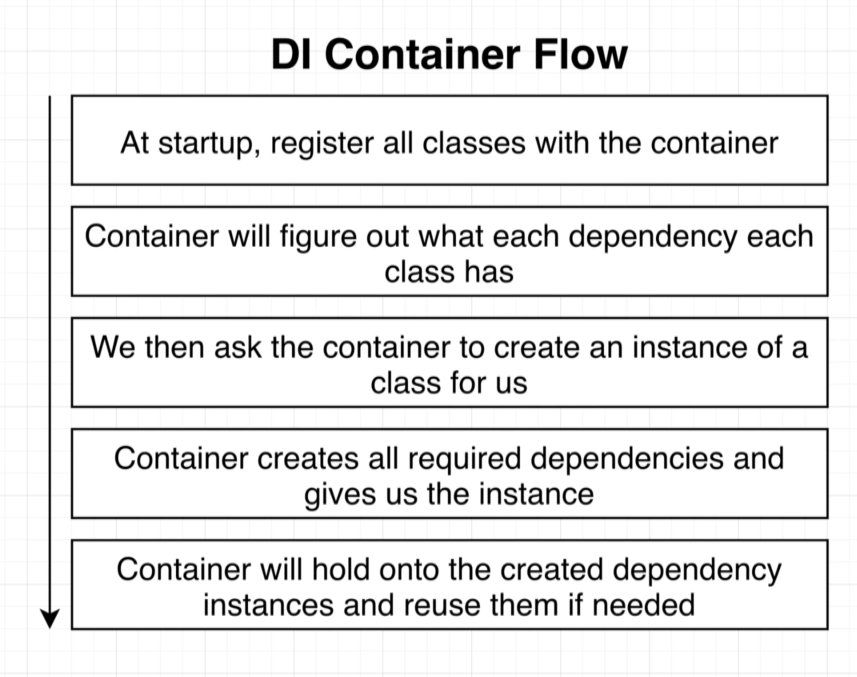 DI Container Flow
At startup, register all classes with the container
Container will figure out what each dependency each
class has
We then ask the container to create an instance of a
class for us
Container creates all required dependencies and
gives us the instance
Container will hold onto the created dependency
instances and reuse them if needed